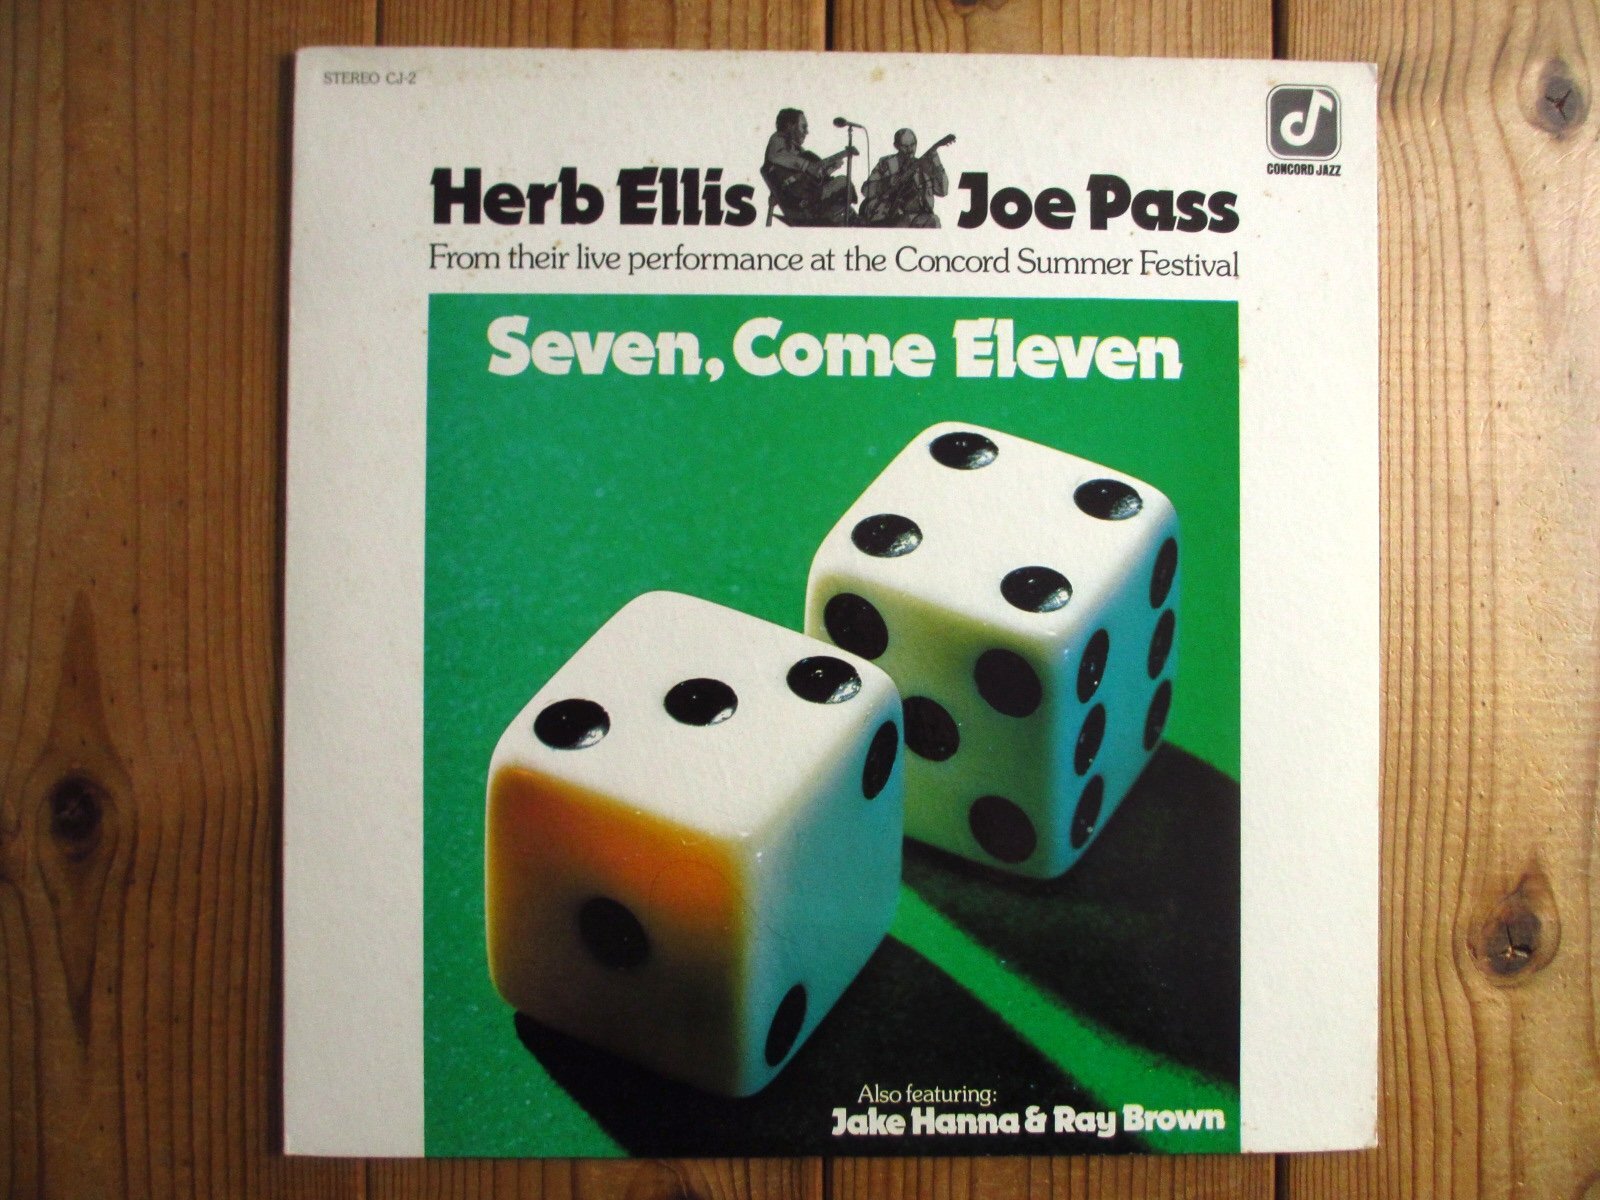 STEREO CJ-2
CONCORD JAZZ
Herb Ellis Joe Pass
From their live performance at the Concord Summer Festival
Seven, Come Eleven
Also featuring:
Jake Hanna & Ray Brown